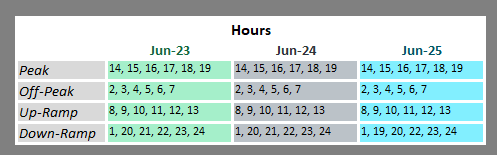 Hours
Jun-23 Jun-24 Jun-25
Peak 14, 15, 16, 17, 18, 19 14, 15, 16, 17, 18, 19 14, 15, 16, 17, 18, 19
Off-Peak 2, 3, 4, 5, 6, 7 2, 3, 4, 5, 6, 7 2, 3, 4, 5, 6, 7
Up-Ramp 8, 9, 10, 11, 12, 13 8, 9, 10, 11, 12, 13 8, 9, 10, 11, 12, 13
Down-Ramp 1, 20, 21, 22, 23, 24 1, 20, 21, 22, 23, 24 1, 19, 20, 22, 23, 24